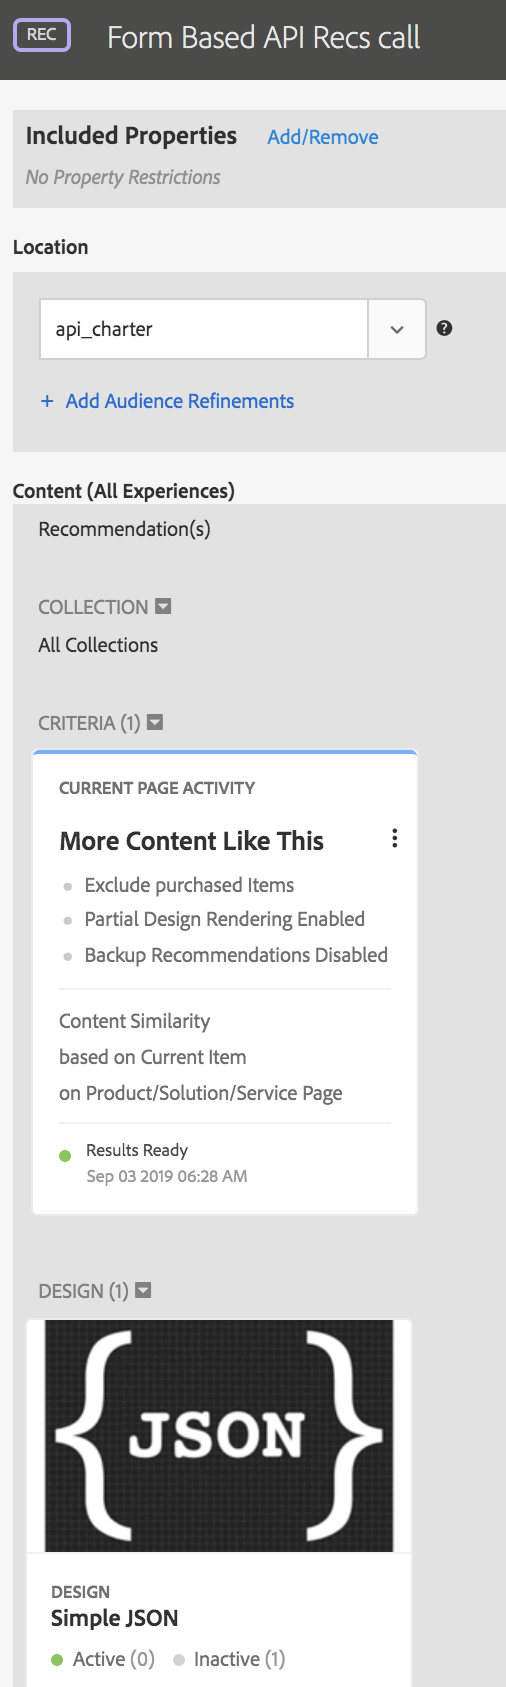 REC Form Based API Recs call
Included Properties Add/Remove
No Property Restrictions
Location
api_charter
+ Add Audience Refinements
Content (All Experiences)
Recommendation(s)
COLLECTION
All Collections
CRITERIA (1)
CURRENT PAGE ACTIVITY
More Content Like This
Exclude purchased Items
Partial Design Rendering Enabled
Backup Recommendations Disabled
Content Similarity
based on Current Item
on Product/Solution/Service Page
Results Ready
Sep 03 2019 06:28 AM
DESIGN (1)
{JSON}
DESIGN
Simple JSON
Active (0) Inactive (1)